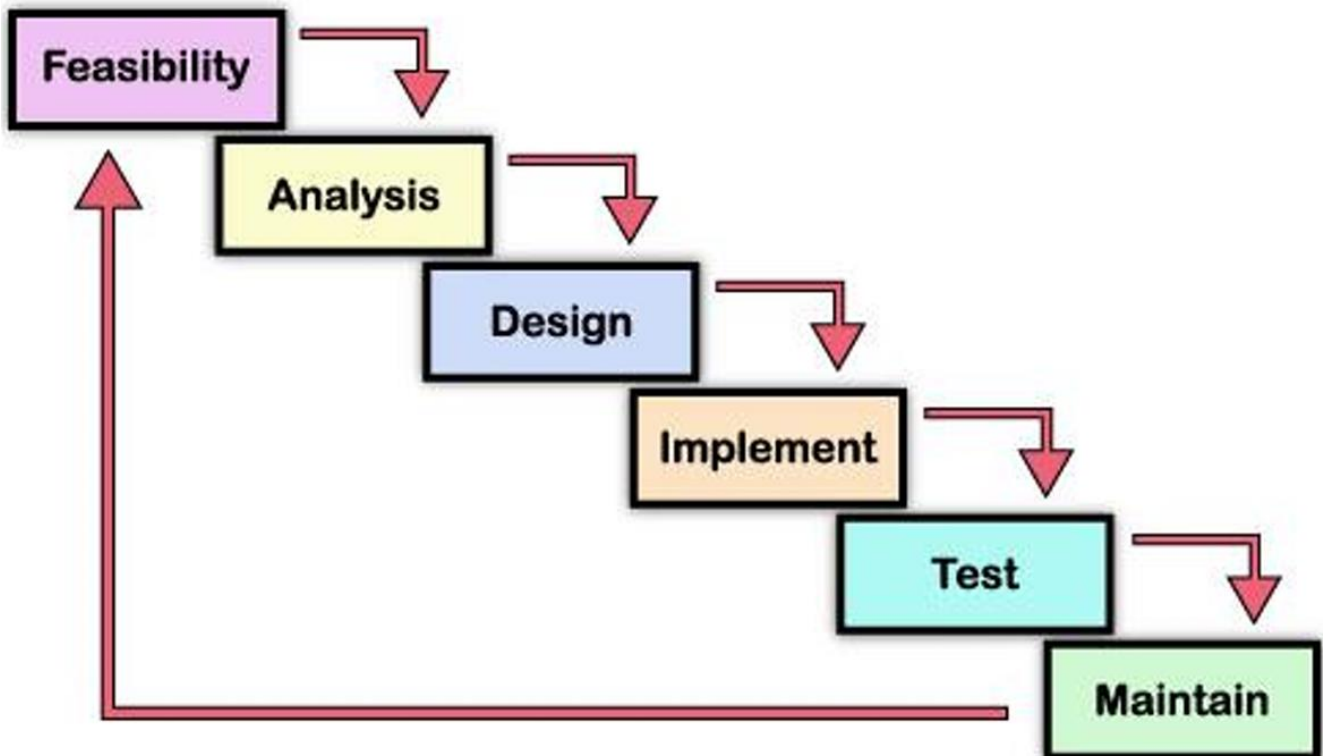 Feasibility
Analysis
Design
Implement
Test
Maintain